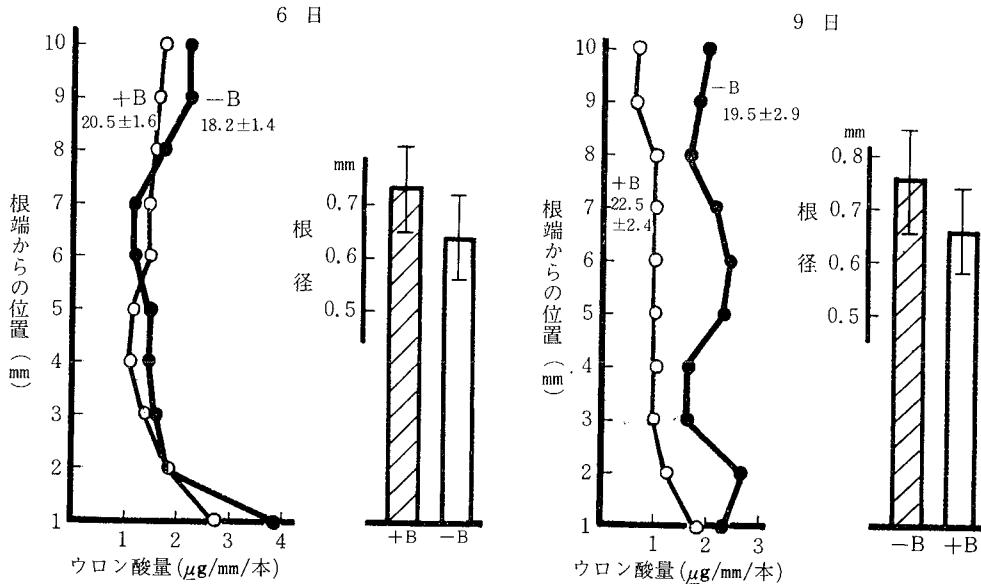 6 日
10
9
8
7
6
5
4
3
2
1
根端からの位置 (mm)
+B
20.5±1.6
−B
18.2±1.4
1 2 3 4
ウロン酸量(μg/mm/本)
mm
0.7
0.6
0.5
根径
+B −B
9 日
10
9
8
7
6
5
4
3
2
1
根端からの位置 (mm)
−B
19.5±2.9
+B
22.5
±2.4
1 2 3
ウロン酸量(μg/mm/本)
mm
0.8
0.7
0.6
0.5
根径
−B +B